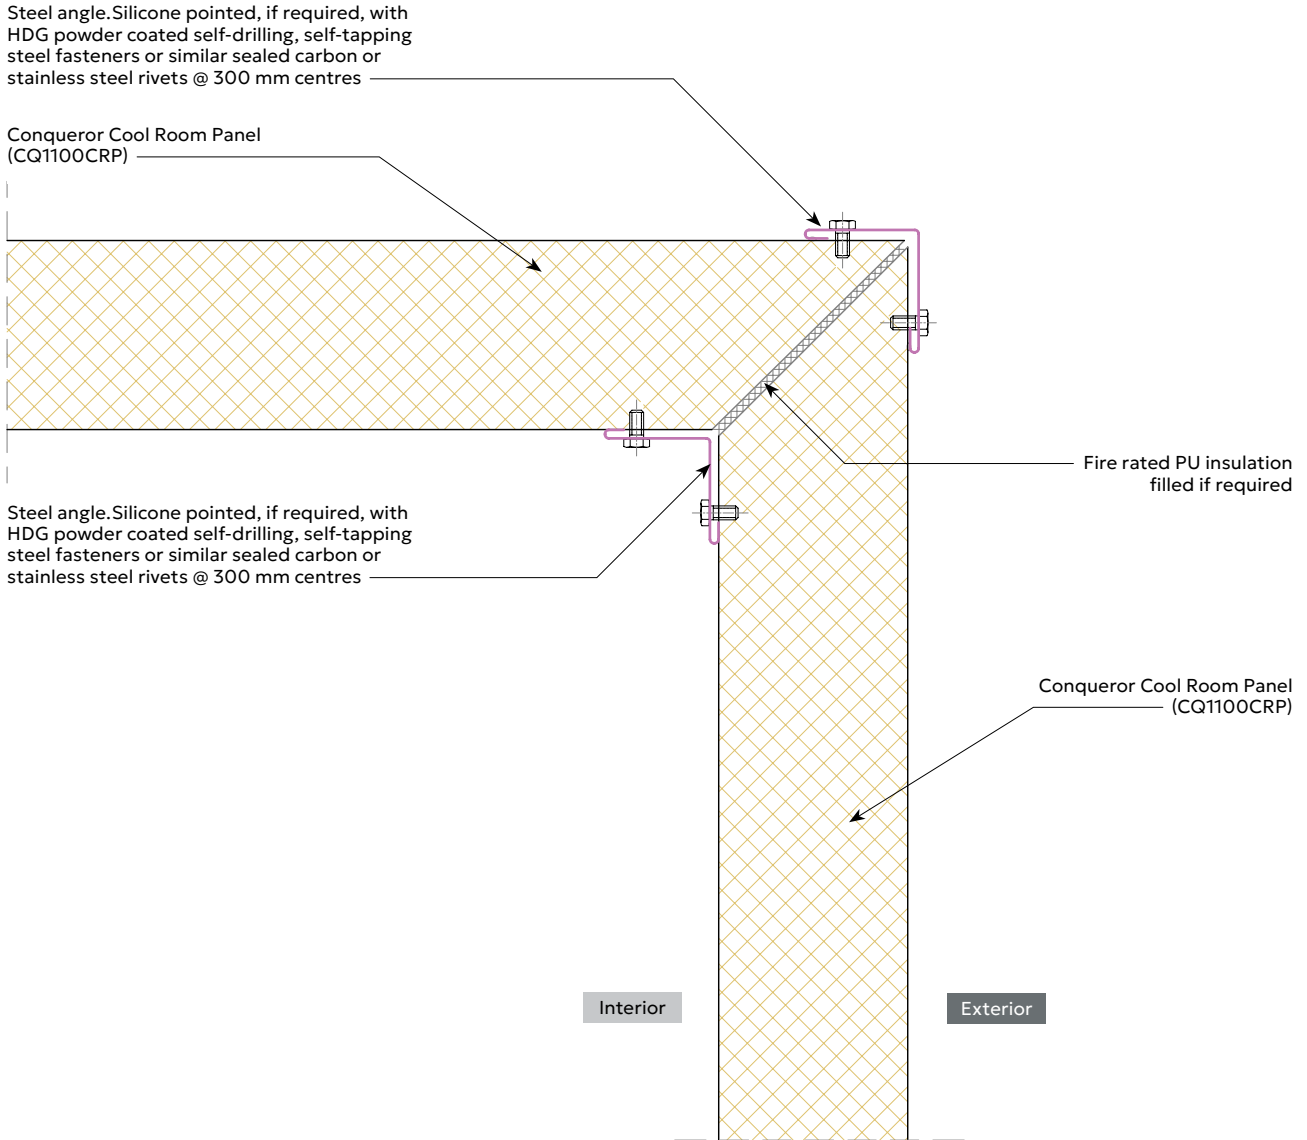 Steel angle.Silicone pointed, if required, with
HDG powder coated self-drilling, self-tapping
steel fasteners or similar sealed carbon or
stainless steel rivets @ 300 mm centres
Conqueror Cool Room Panel
(CQ1100CRP)
Fire rated PU insulation
filled if required
Steel angle.Silicone pointed, if required, with
HDG powder coated self-drilling, self-tapping
steel fasteners or similar sealed carbon or
stainless steel rivets @ 300 mm centres
Conqueror Cool Room Panel
(CQ1100CRP)
Interior
Exterior